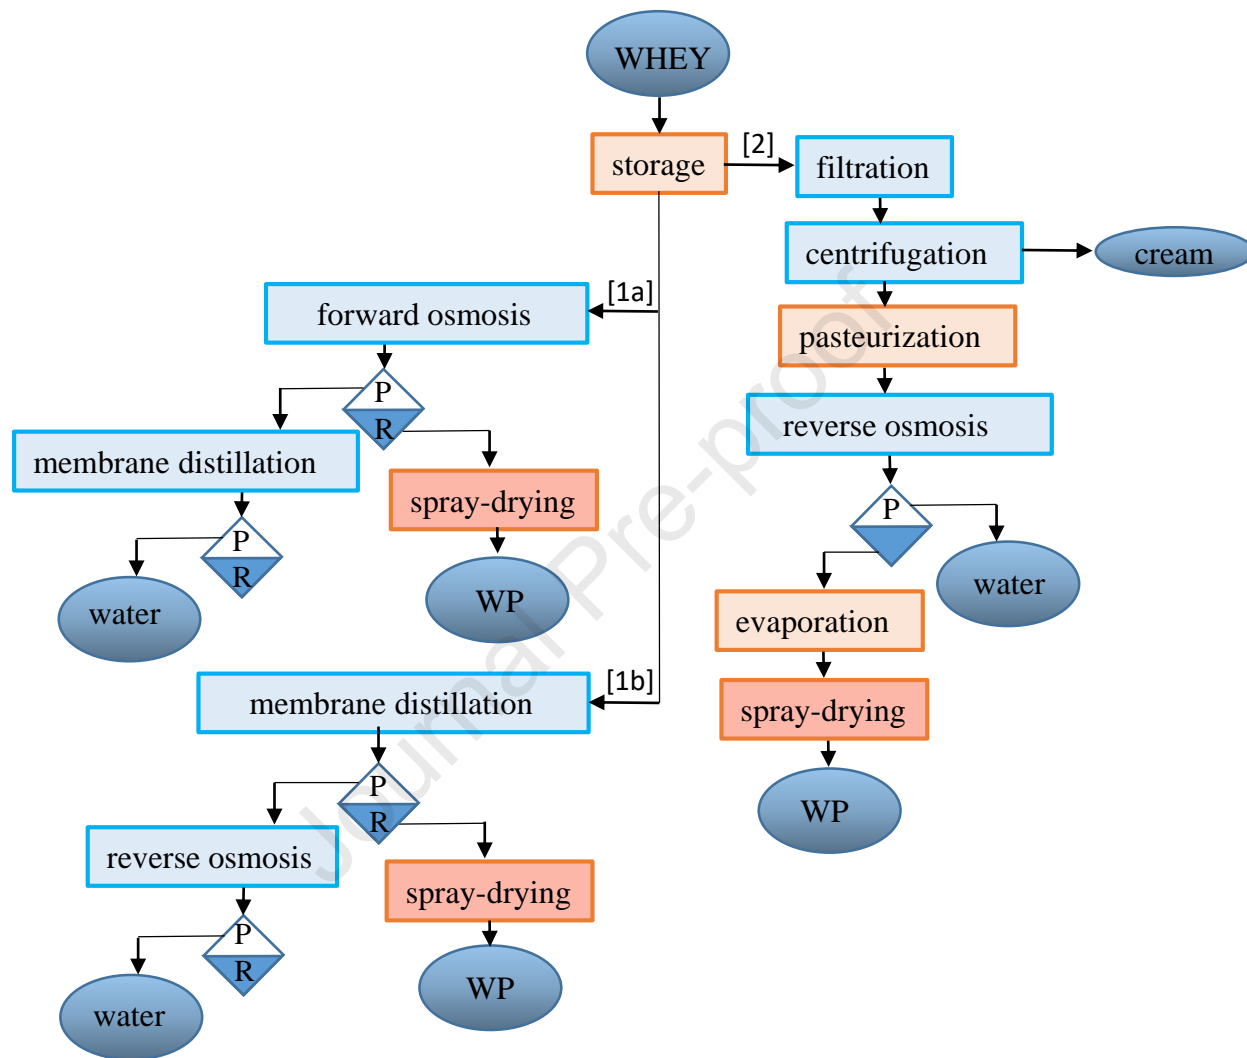 WHEY
storage
[2]
filtration
centrifugation
cream
[1a]
forward osmosis
pasteurization
P
R
reverse osmosis
membrane distillation
spray-drying
P
P
R
water
WP
water
evaporation
[1b]
membrane distillation
spray-drying
P
R
WP
reverse osmosis
spray-drying
P
R
water
WP
Journal Pre-proof